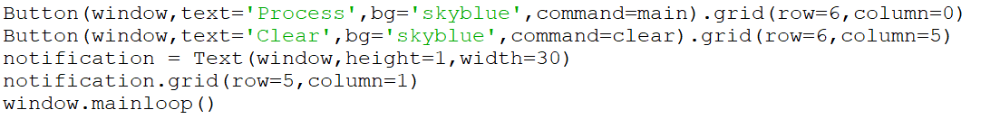 Button(window,text='Process',bg='skyblue',command=main).grid(row=6,column=0)
Button(window,text='Clear',bg='skyblue',command=clear).grid(row=6,column=5)
notification = Text(window,height=1,width=30)
notification.grid(row=5,column=1)
window.mainloop()